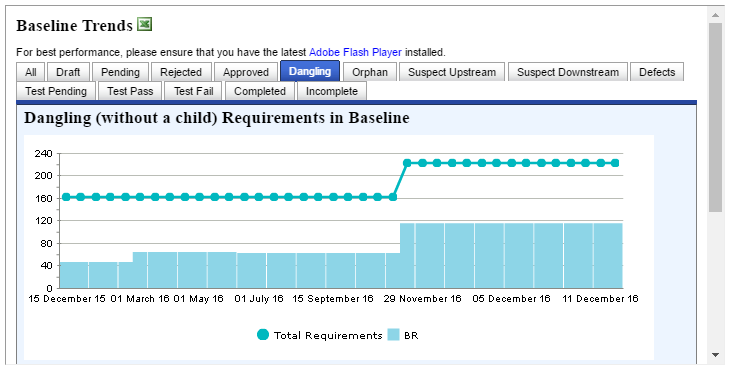 Baseline Trends
For best performance, please ensure that you have the latest Adobe Flash Player installed.
All Draft Pending Rejected Approved Dangling Orphan Suspect Upstream Suspect Downstream Defects
Test Pending Test Pass Test Fail Completed Incomplete
Dangling (without a child) Requirements in Baseline
240
200
160
120
80
40
0
15 December 15 01 March 16 01 May 16 01 July 16 15 September 16 29 November 16 05 December 16 11 December 16
Total Requirements BR